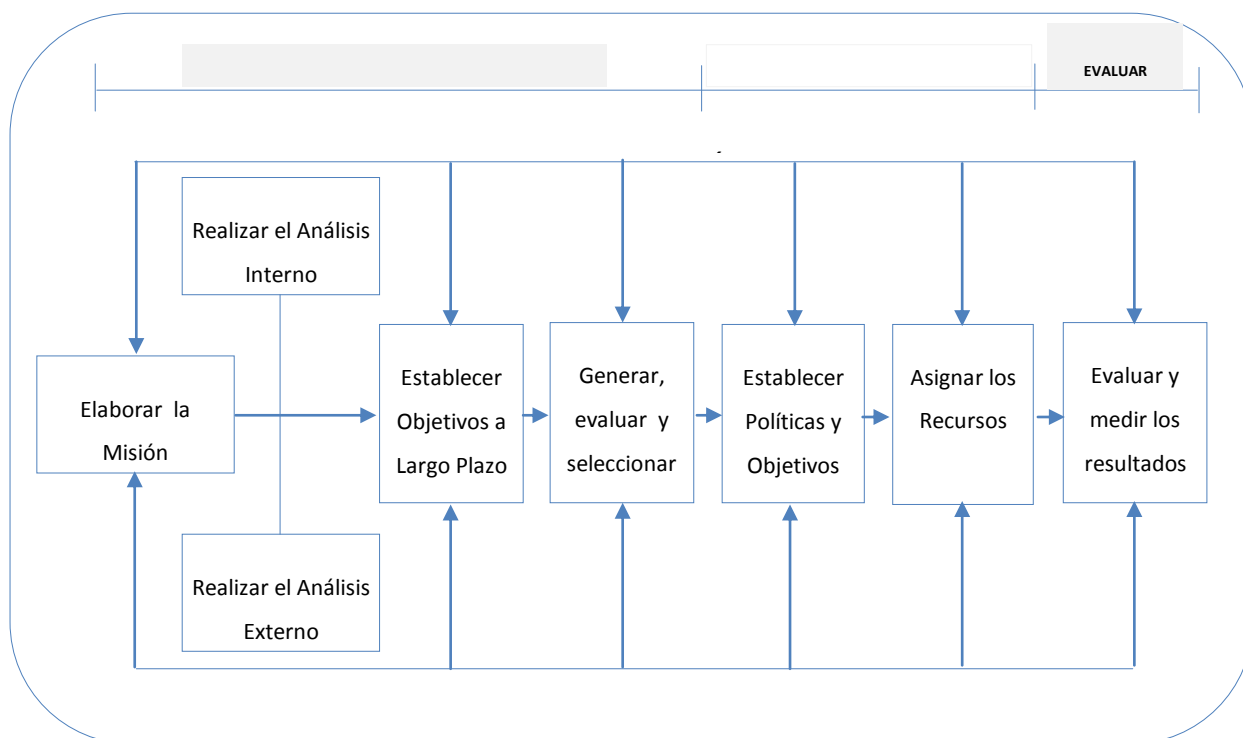 EVALUAR
Realizar el Análisis
Interno
Elaborar la
Misión
Establecer
Objetivos a
Largo Plazo
Generar,
evaluar y
seleccionar
Establecer
Políticas y
Objetivos
Asignar los
Recursos
Evaluar y
medir los
resultados
Realizar el Análisis
Externo